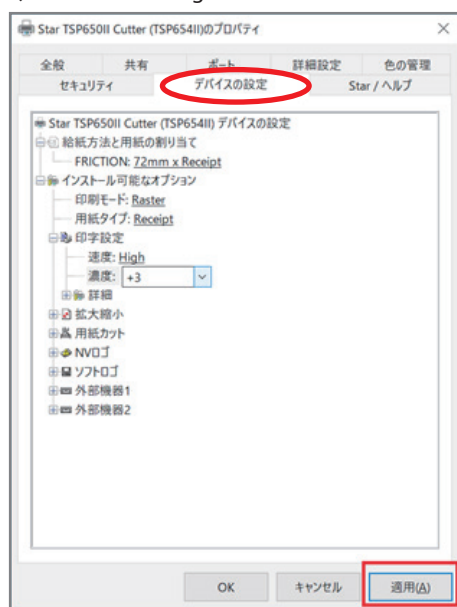 Star TSP650II Cutter (TSP654II)のプロパティ
全般 共有 ポート 詳細設定 色の管理
セキュリティ デバイスの設定 Star / ヘルプ
Star TSP650II Cutter (TSP654II) デバイスの設定
給紙方法と用紙の割り当て
FRICTION: 72mm x Receipt
インストール可能なオプション
印刷モード: Raster
用紙タイプ: Receipt
印字設定
速度: High
濃度: +3
詳細
拡大縮小
用紙カット
NVロゴ
ソフトロゴ
外部機器1
外部機器2
OK キャンセル 適用(A)